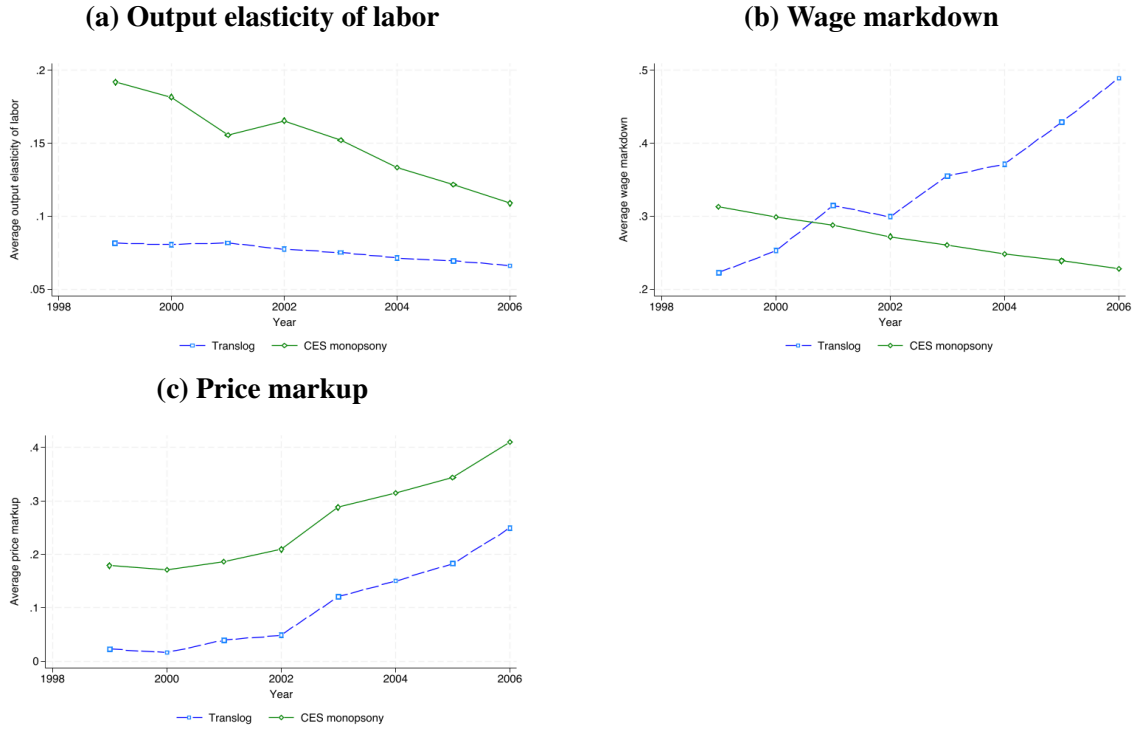 (a) Output elasticity of labor
Average output elasticity of labor
.2
.15
.1
.05
1998 2000 2002 2004 2006
Year
Translog CES monopsony
(b) Wage markdown
Average wage markdown
.5
.4
.3
.2
1998 2000 2002 2004 2006
Year
Translog CES monopsony
(c) Price markup
Average price markup
.4
.3
.2
.1
0
1998 2000 2002 2004 2006
Year
Translog CES monopsony